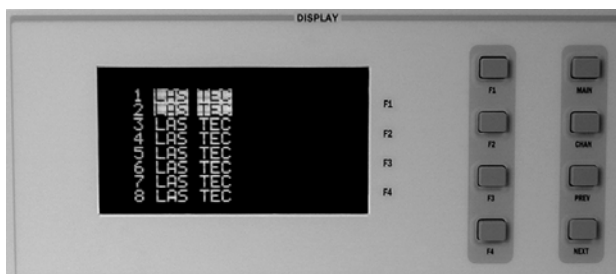 DISPLAY
1 LAS TEC
2 LAS TEC
3 LAS TEC
4 LAS TEC
5 LAS TEC
6 LAS TEC
7 LAS TEC
8 LAS TEC
F1
F2
F3
F4
F1
F2
F3
F4
MAIN
CHAN
PREV
NEXT